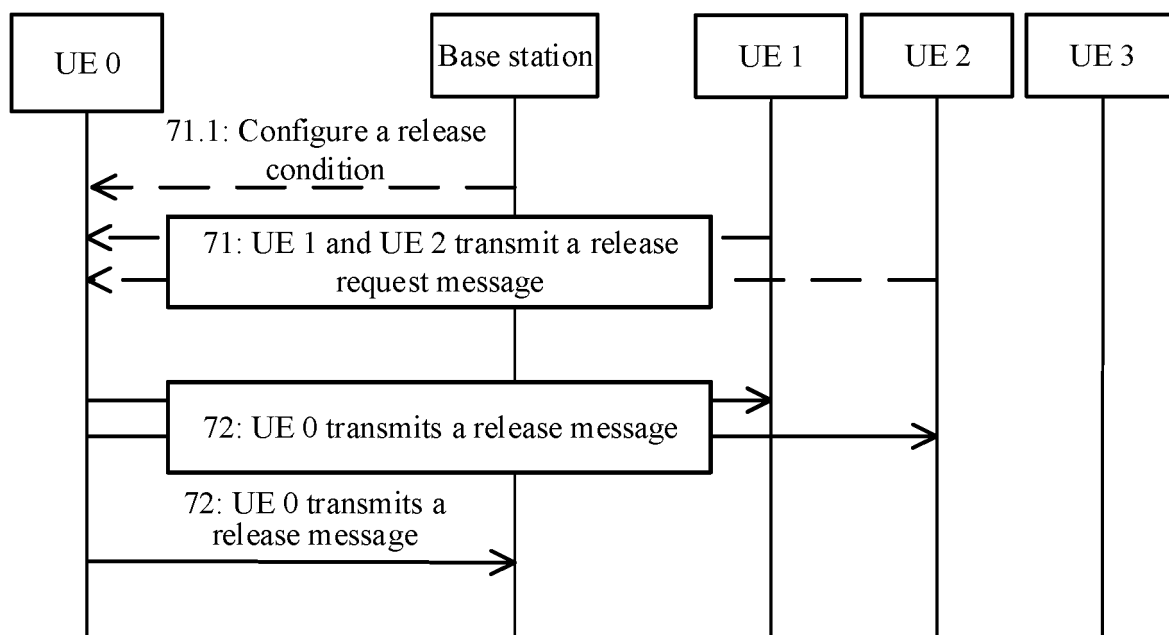 UE 0
Base station
UE 1
UE 2
UE 3
71.1: Configure a release
condition
71: UE 1 and UE 2 transmit a release
request message
72: UE 0 transmits a release message
72: UE 0 transmits a
release message